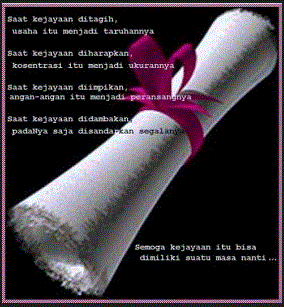 Saat kejayaan ditagih,
usaha itu menjadi taruhannya
Saat kejayaan diharapkan,
kosentrasi itu menjadi ukurannya
Saat kejayaan diimpikan,
angan-angan itu menjadi peransangnya
Saat kejayaan didambakan,
padaNya saja disandarkan segalanya
Semoga kejayaan itu bisa
dimiliki suatu masa nanti...